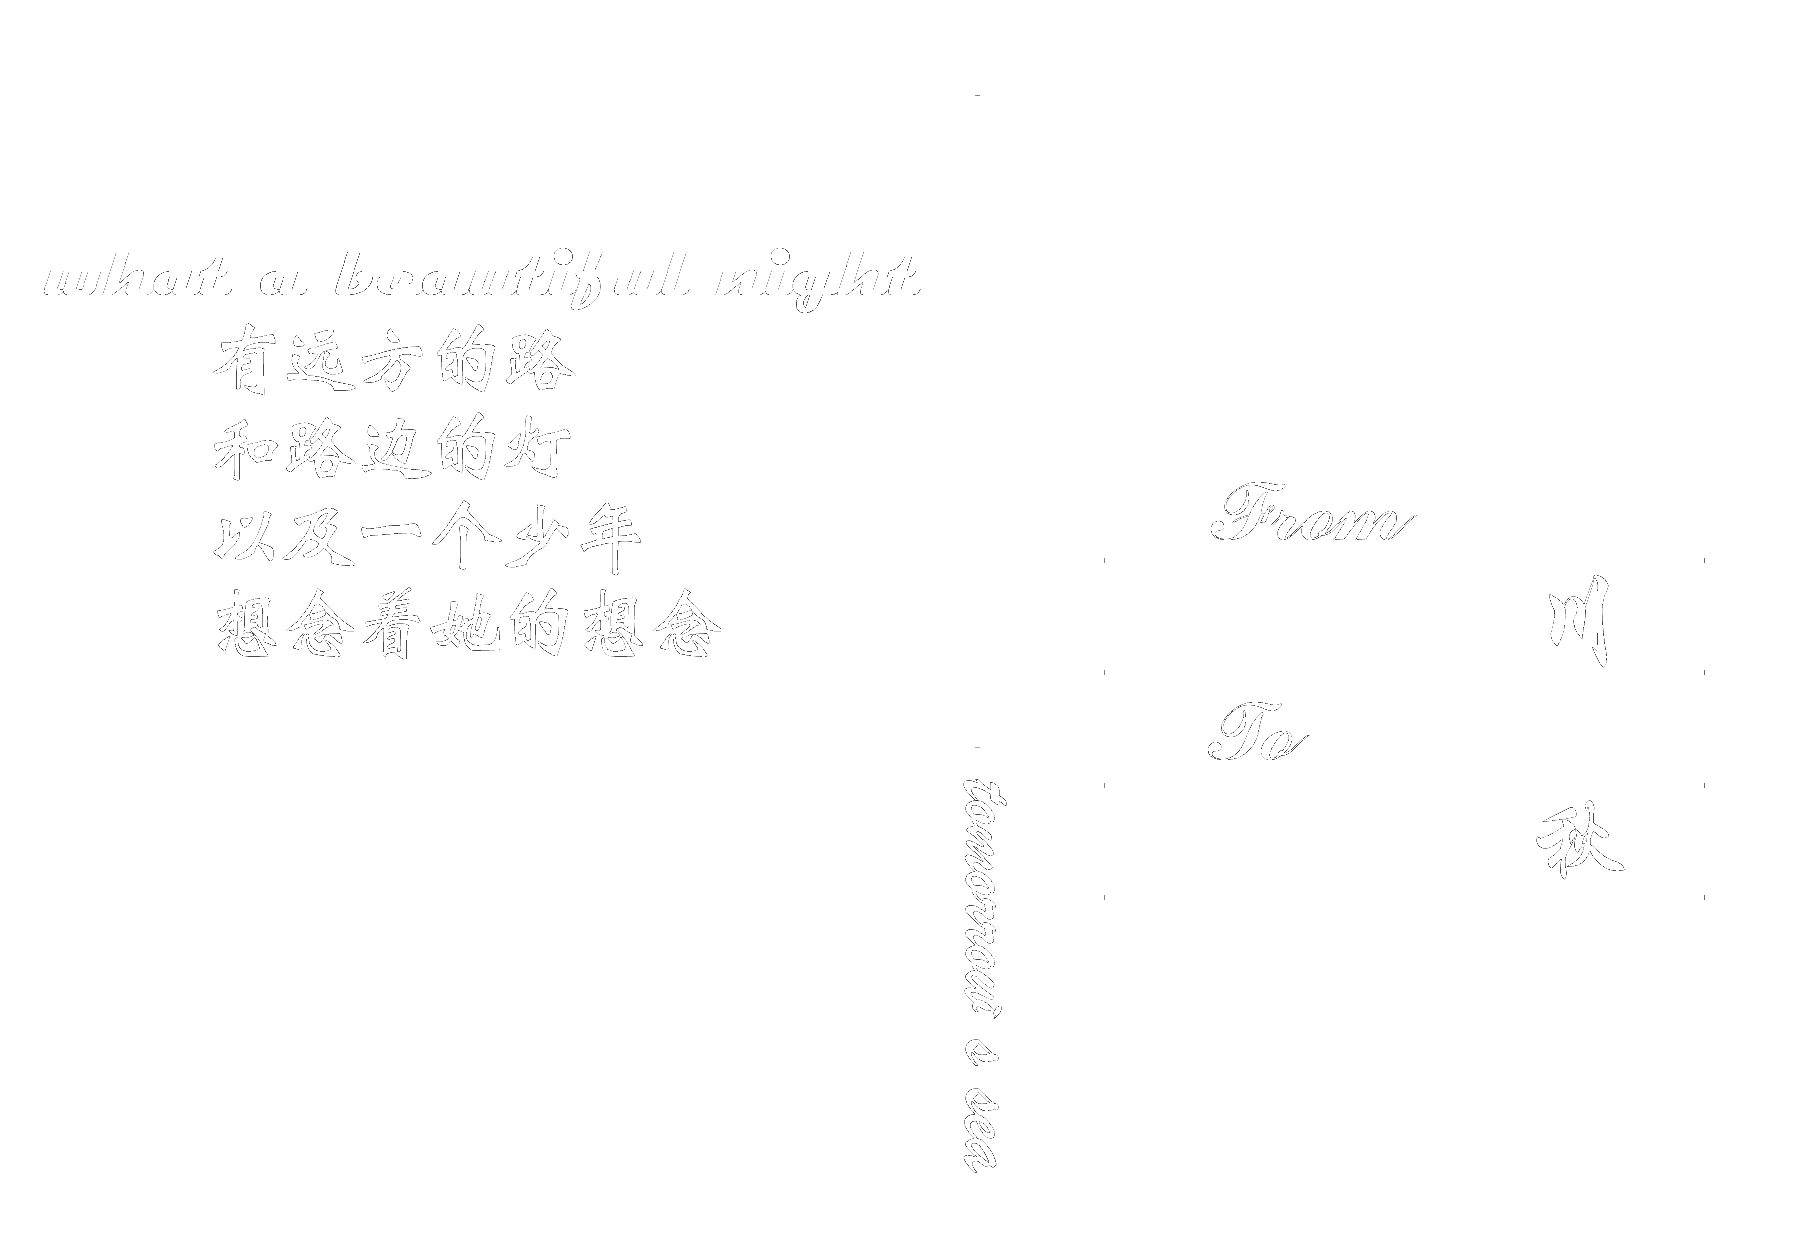 what a beautiful night
有远方的路
和路边的灯
以及一个少年
想念着她的想念
From
川
To
秋
tomorrow' s sea